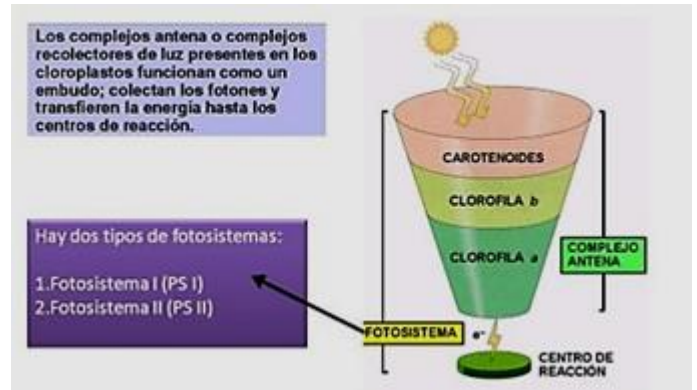 Los complejos antena o complejos
recolectores de luz presentes en los
cloroplastos funcionan como un
embudo; colectan los fotones y
transfieren la energía hasta los
centros de reacción.
Hay dos tipos de fotosistemas:
1.Fotosistema I (PS I)
2.Fotosistema II (PS II)
CAROTENOIDES
CLOROFILA b
CLOROFILA a
COMPLEJO
ANTENA
FOTOSISTEMA
e-
CENTRO DE
REACCIÓN